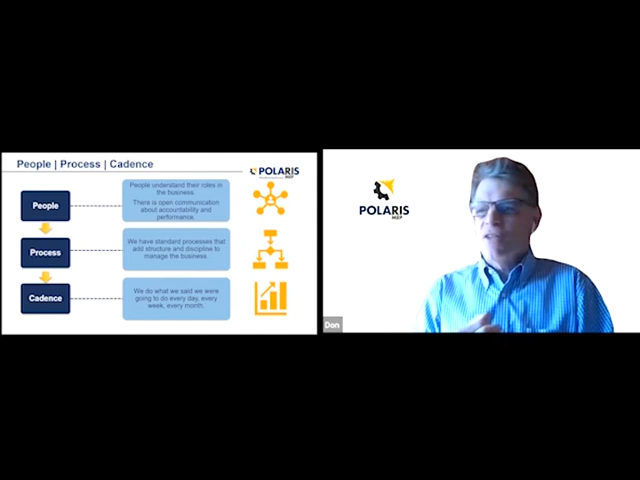 People | Process | Cadence
POLARIS
MEP
People
People understand their roles in
the business.
There is open communication
about accountability and
performance.
Process
We have standard processes that
add structure and discipline to
manage the business.
Cadence
We do what we said we were
going to do every day, every
week, every month.
POLARIS
MEP
Don